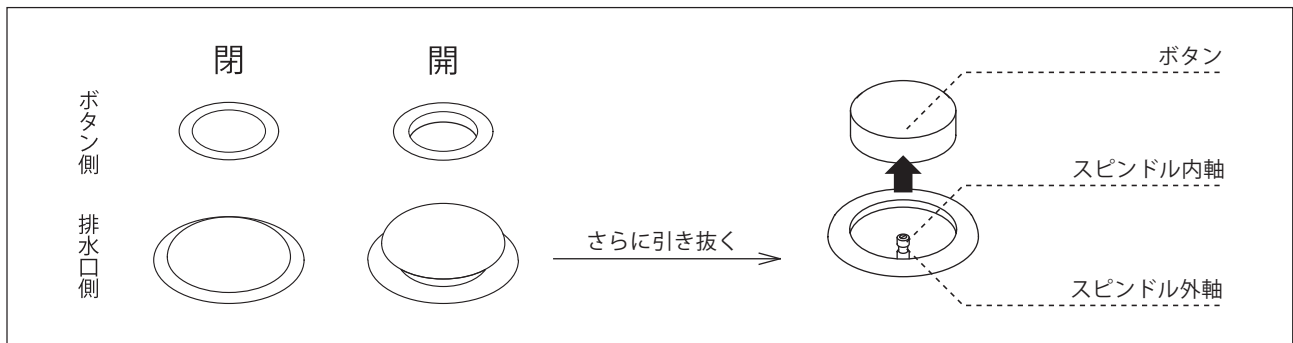 閉
開
ボタン側
排水口側
さらに引き抜く
ボタン
スピンドル内軸
スピンドル外軸